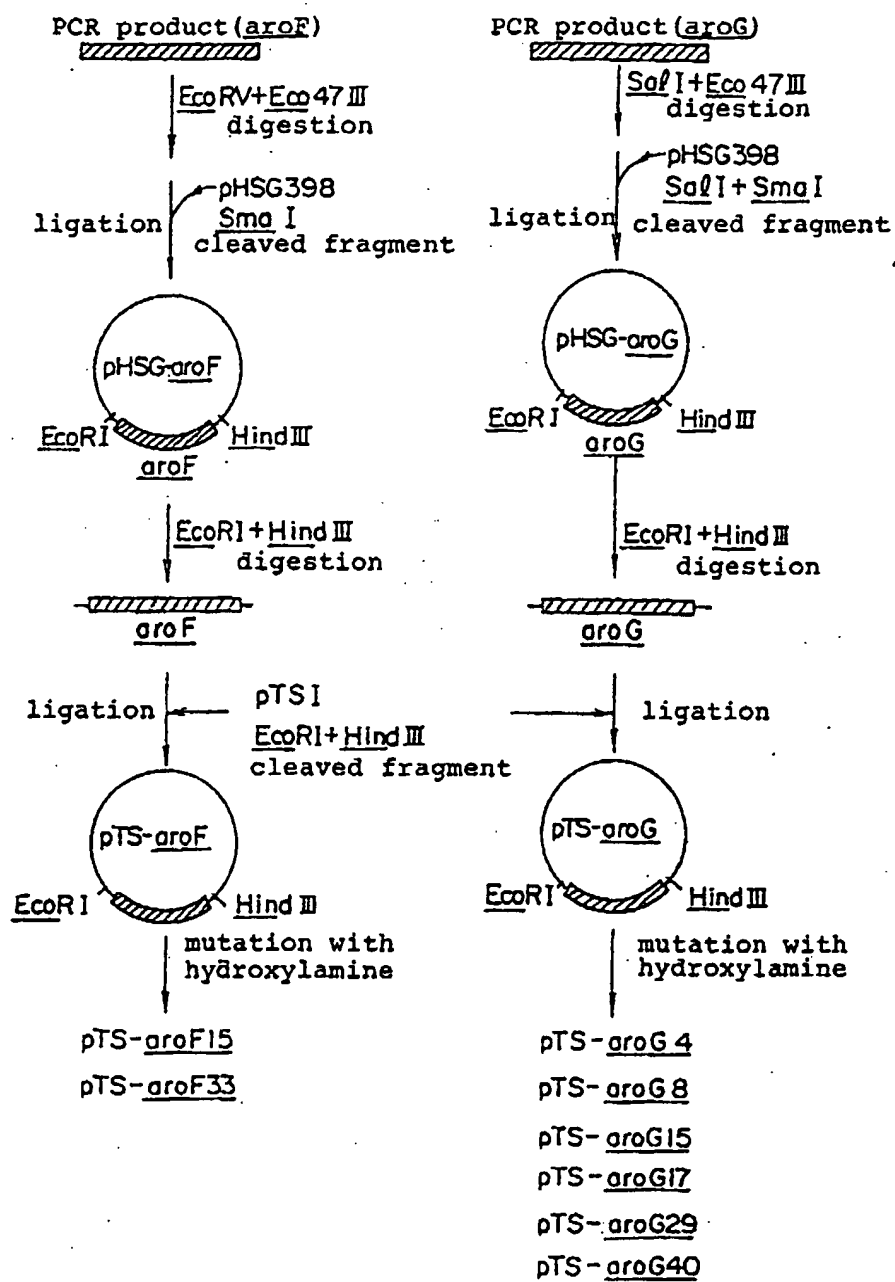 PCR product(aroF)
EcoRV+Eco47III
digestion
pHSG398
SmaI
cleaved fragment
ligation
pHSG-aroF
EcoRI
HindIII
aroF
EcoRI+HindIII
digestion
aroF
ligation
pTSI
EcoRI+HindIII
cleaved fragment
pTS-aroF
EcoRI
HindIII
mutation with
hydroxylamine
pTS-aroF15
pTS-aroF33
PCR product(aroG)
SalI+Eco47III
digestion
pHSG398
SalI+SmaI
cleaved fragment
ligation
pHSG-aroG
EcoRI
HindIII
aroG
EcoRI+HindIII
digestion
aroG
ligation
pTS-aroG
EcoRI
HindIII
mutation with
hydroxylamine
pTS-aroG4
pTS-aroG8
pTS-aroG15
pTS-aroG17
pTS-aroG29
pTS-aroG40